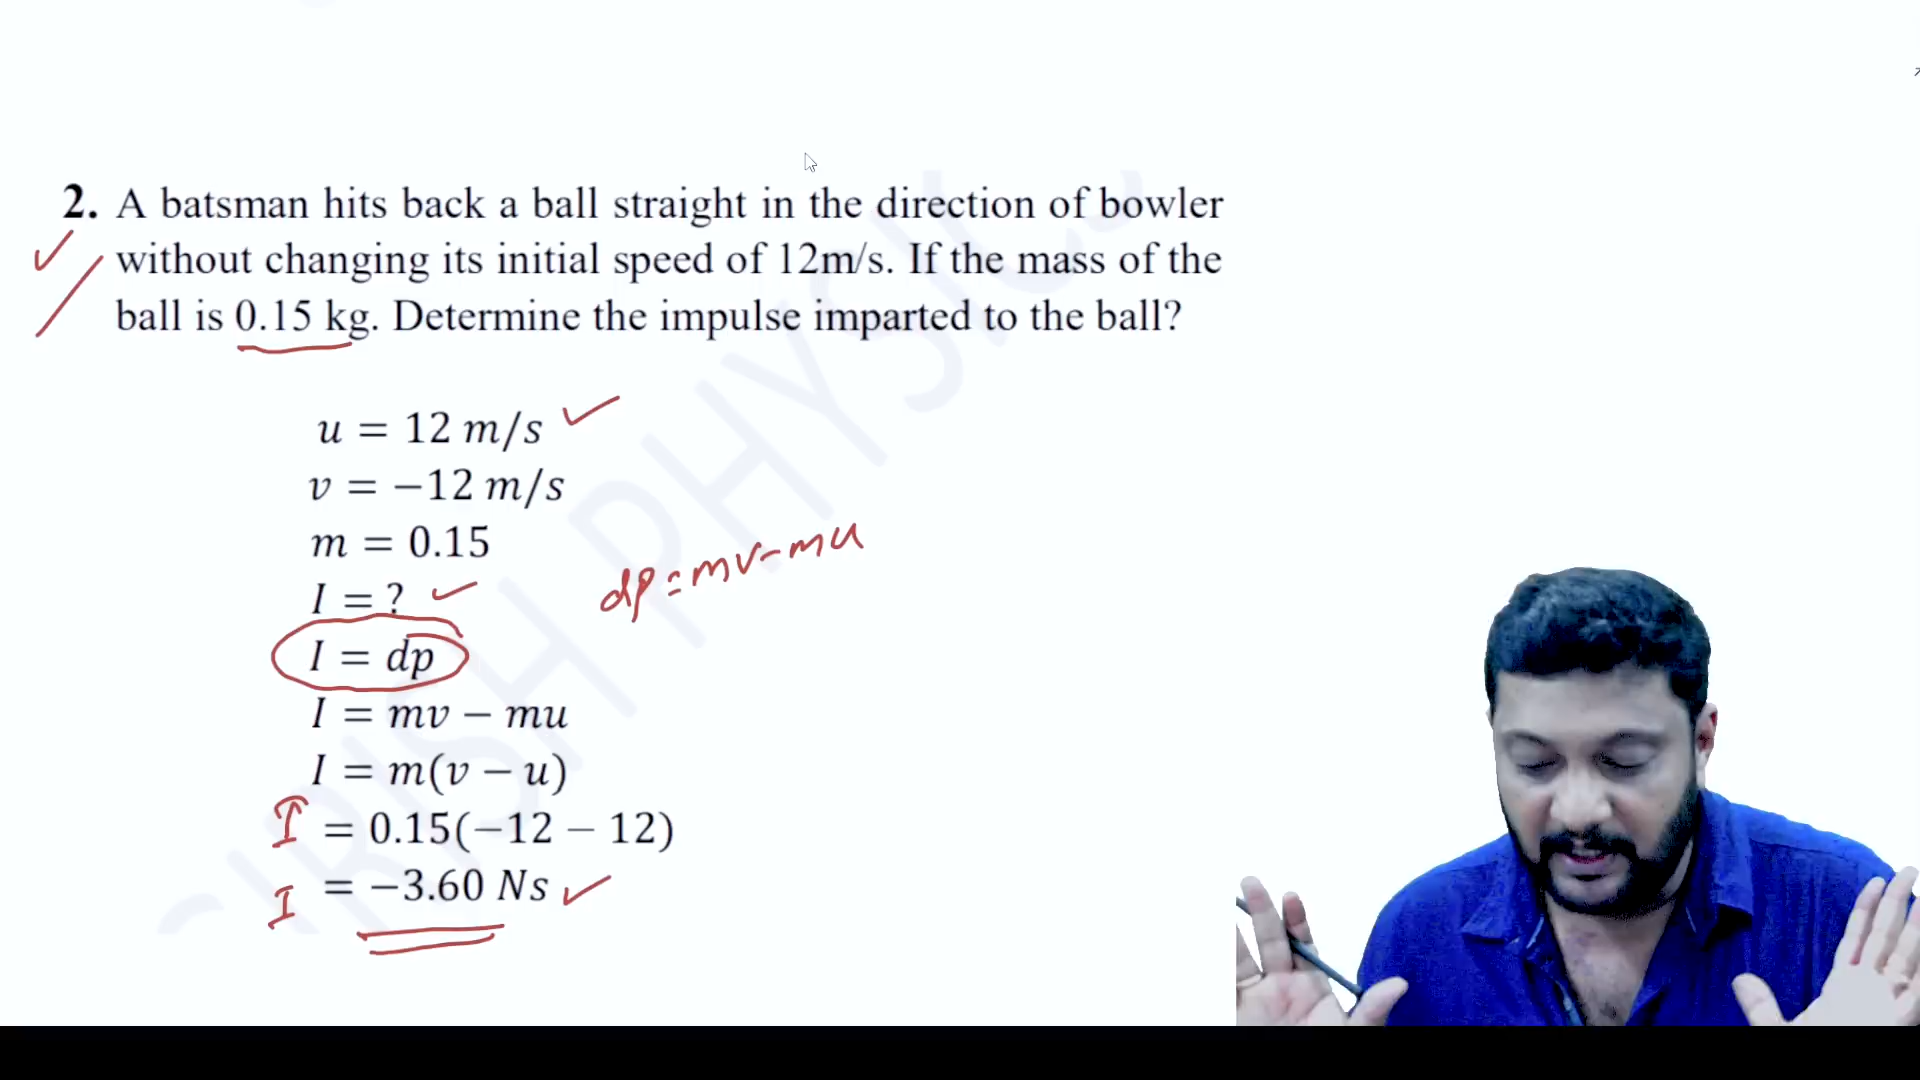 2. A batsman hits back a ball straight in the direction of bowler
without changing its initial speed of 12m/s. If the mass of the
ball is 0.15 kg. Determine the impulse imparted to the ball?
u = 12 m/s
v = −12 m/s
m = 0.15
I = ?
dp = mv - mu
I = dp
I = mv − mu
I = m(v − u)
I = 0.15(−12 − 12)
I = −3.60 Ns